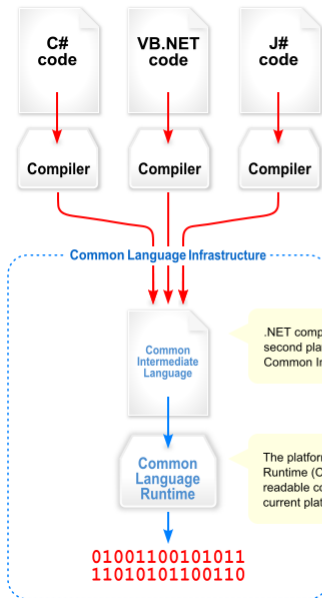 C#
code
VB.NET
code
J#
code
Compiler
Compiler
Compiler
Common Language Infrastructure
Common
Intermediate
Language
.NET comp
second pla
Common In
Common
Language
Runtime
The platform
Runtime (C
readable co
current plat
01001100101011
11010101100110